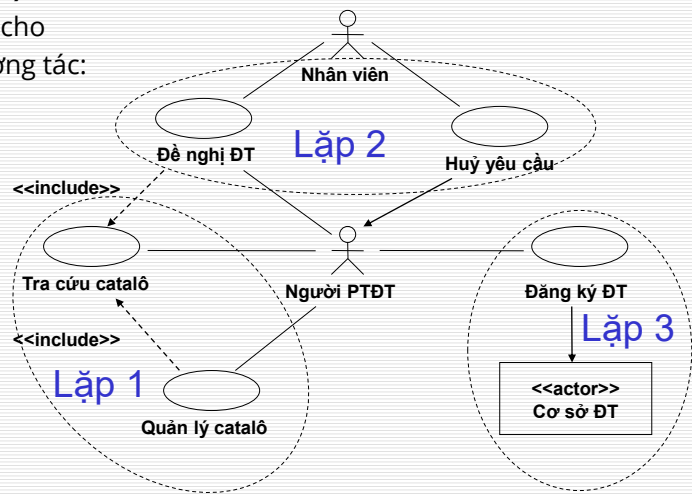 cho
tác:
Nhân viên
Đề nghị ĐT
Lặp 2
Huỷ yêu cầu
<<include>>
Tra cứu catalô
Người PTĐT
Đăng ký ĐT
<<include>>
Lặp 1
Lặp 3
<<actor>>
Cơ sở ĐT
Quản lý catalô